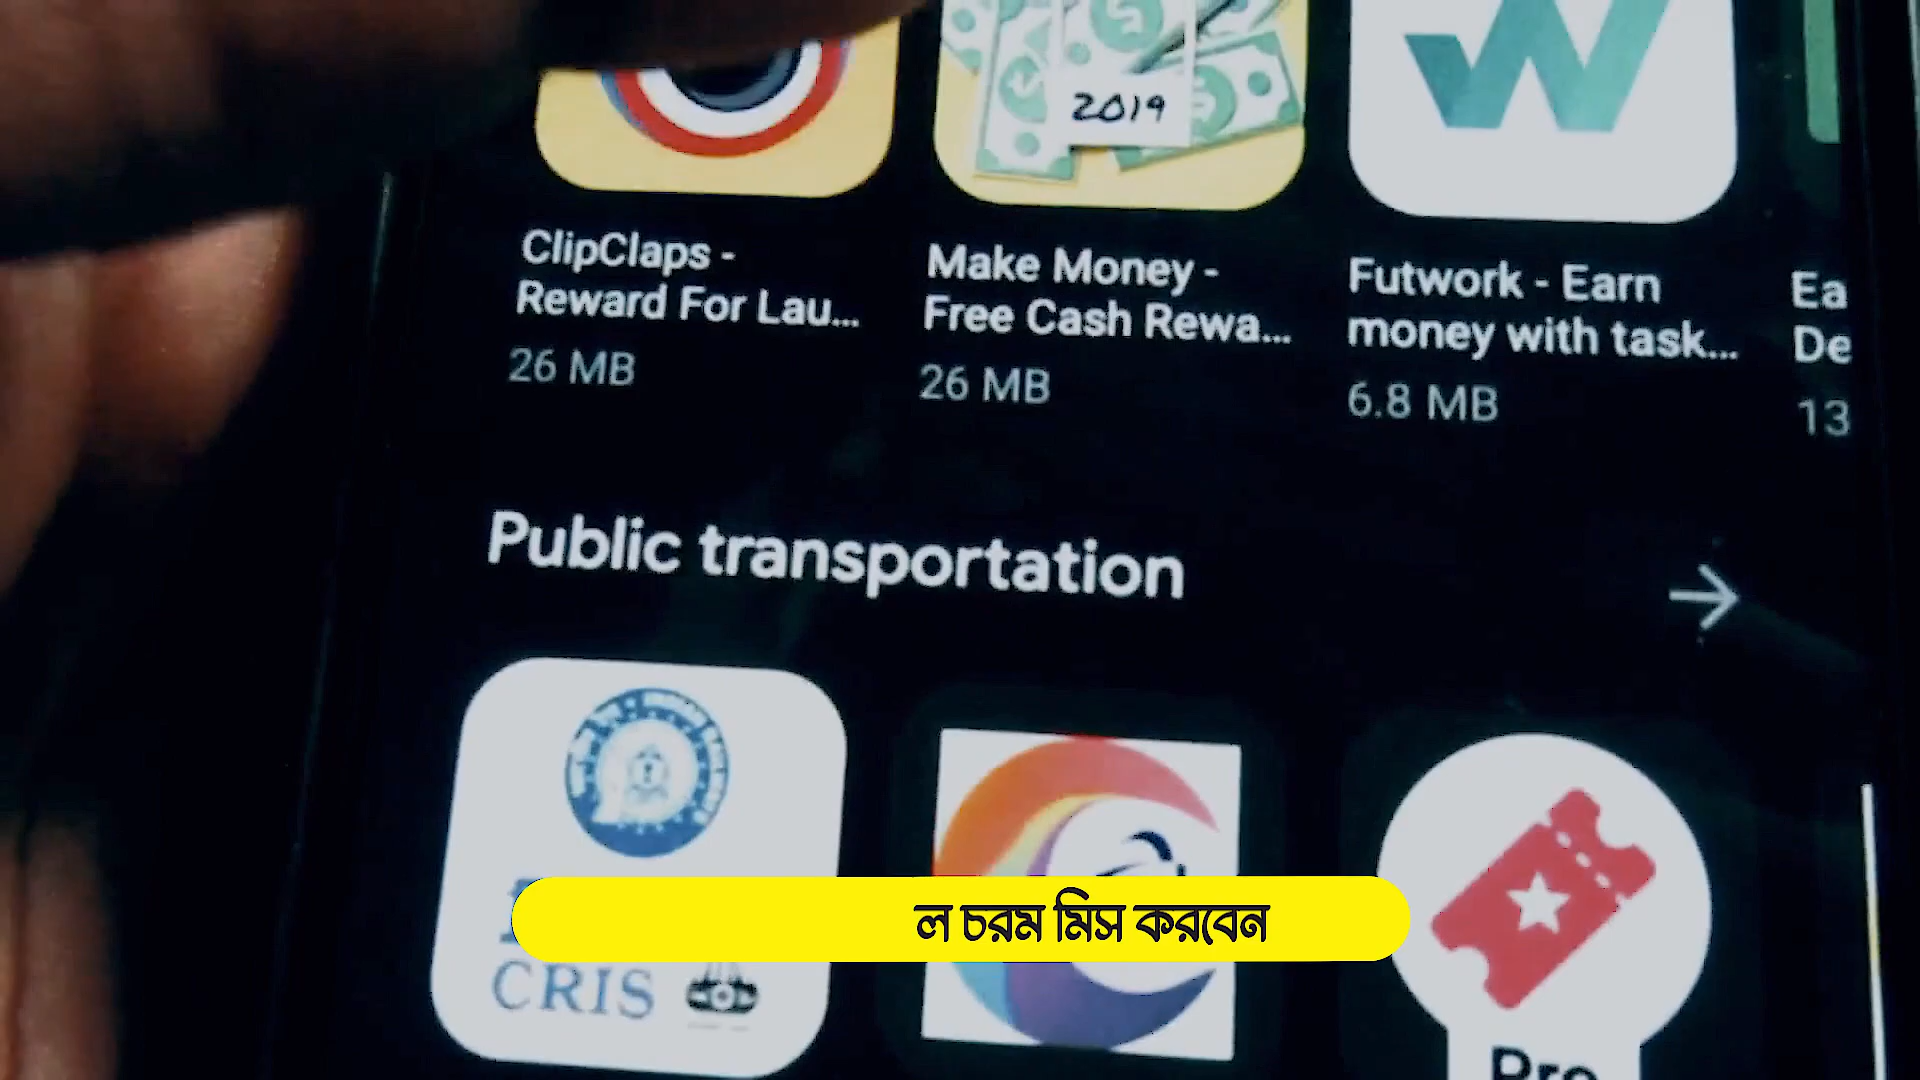 2019
ClipClaps -
Reward For Lau...
26 MB
Make Money -
Free Cash Rewa...
26 MB
Futwork - Earn
money with task...
6.8 MB
Ea
De
13
Public transportation
CRIS
Pro
ল চরম মিস করবেন